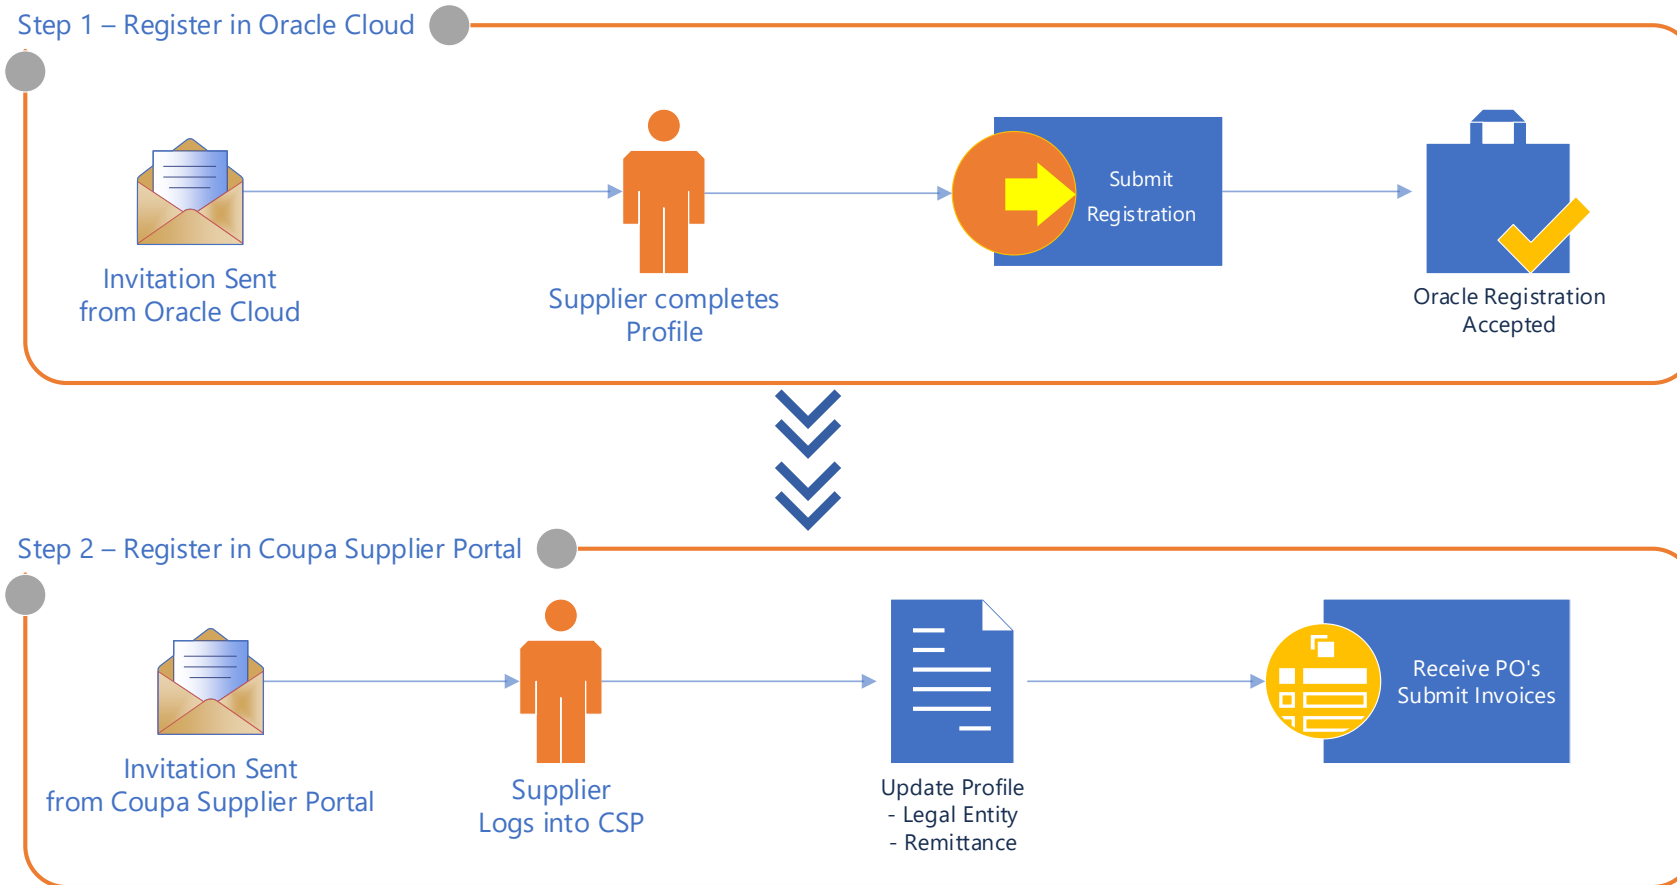 Step 1 – Register in Oracle Cloud
Invitation Sent
from Oracle Cloud
Supplier completes
Profile
Submit
Registration
Oracle Registration
Accepted
Step 2 – Register in Coupa Supplier Portal
Invitation Sent
from Coupa Supplier Portal
Supplier
Logs into CSP
Update Profile
- Legal Entity
- Remittance
Receive PO's
Submit Invoices